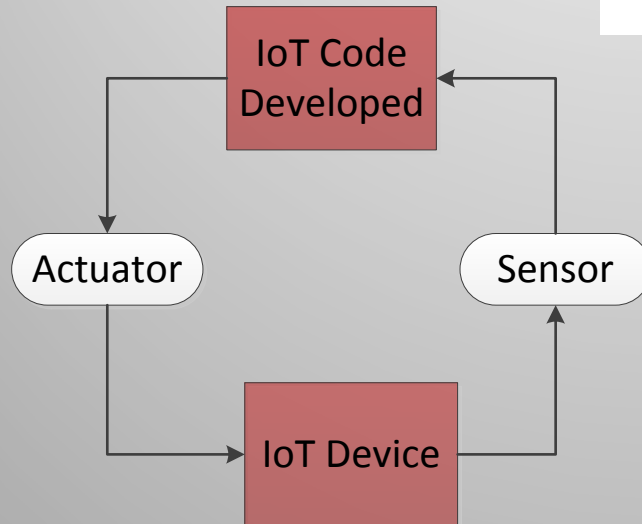 IoT Code
Developed
Actuator
Sensor
IoT Device